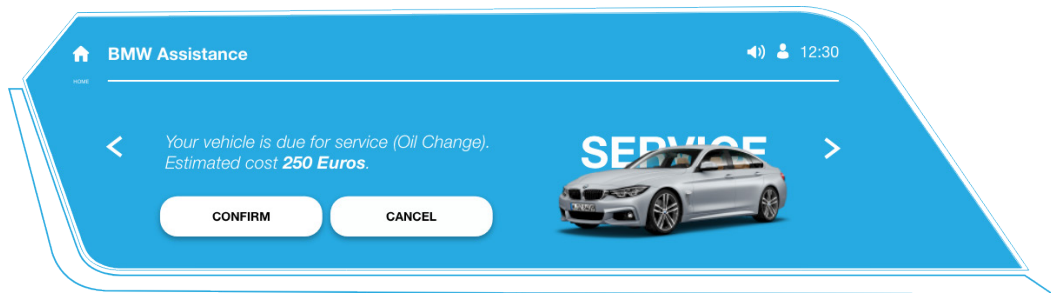 BMW Assistance
12:30
HOME
Your vehicle is due for service (Oil Change).
Estimated cost 250 Euros.
SERVICE
CONFIRM
CANCEL